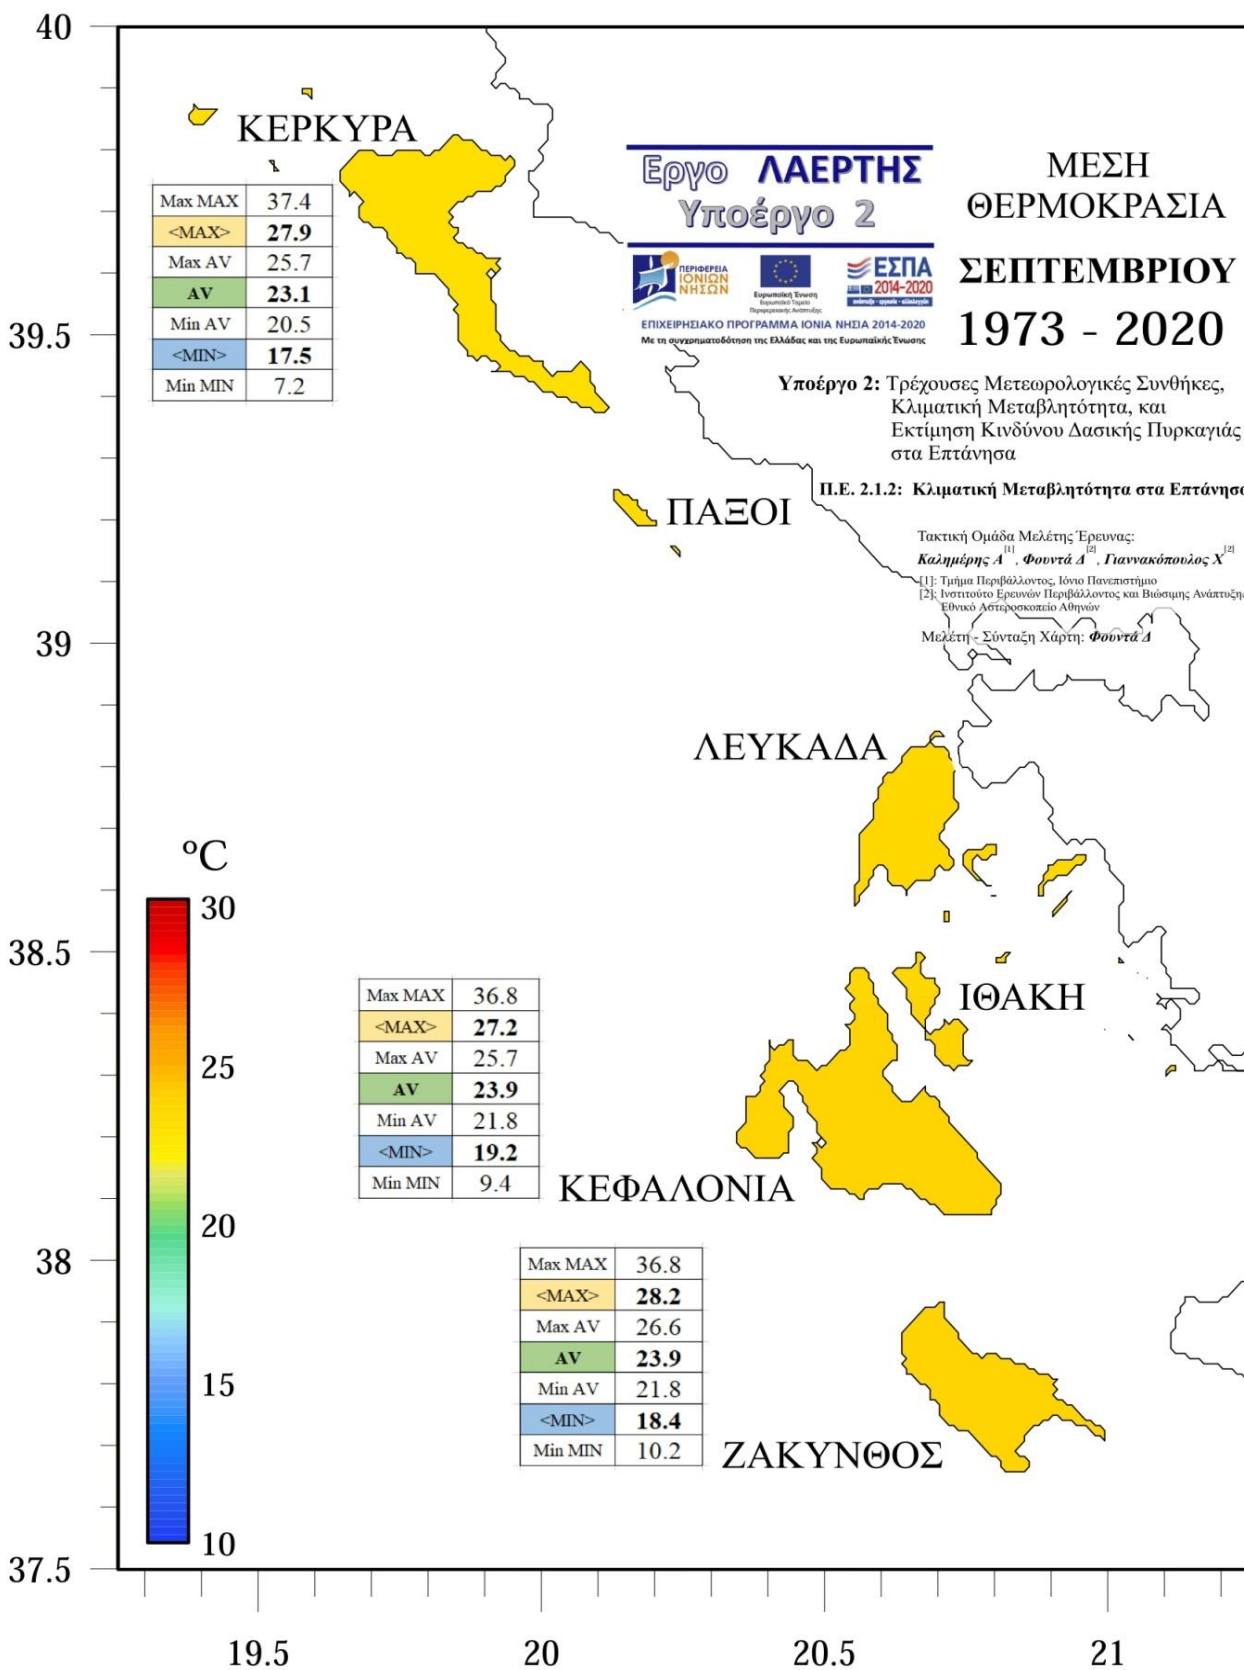 40
ΚΕΡΚΥΡΑ
Max MAX 37.4
<MAX> 27.9
Max AV 25.7
AV 23.1
Min AV 20.5
<MIN> 17.5
Min MIN 7.2
Εργο ΛΑΕΡΤΗΣ
Υποέργο 2
ΠΕΡΙΦΕΡΕΙΑ
ΙΟΝΙΩΝ
ΝΗΣΩΝ
Ευρωπαϊκή Ένωση
Ευρωπαϊκό Ταμείο
Περιφερειακής Ανάπτυξης
ΕΣΠΑ
2014-2020
ανάπτυξη - εργασία - αλληλεγγύη
ΕΠΙΧΕΙΡΗΣΙΑΚΟ ΠΡΟΓΡΑΜΜΑ ΙΟΝΙΑ ΝΗΣΙΑ 2014-2020
Με τη συγχρηματοδότηση της Ελλάδας και της Ευρωπαϊκής Ένωσης
ΜΕΣΗ
ΘΕΡΜΟΚΡΑΣΙΑ
ΣΕΠΤΕΜΒΡΙΟΥ
1973 - 2020
39.5
Υποέργο 2: Τρέχουσες Μετεωρολογικές Συνθήκες,
Κλιματική Μεταβλητότητα, και
Εκτίμηση Κινδύνου Δασικής Πυρκαγιάς
στα Επτάνησα
Π.Ε. 2.1.2: Κλιματική Μεταβλητότητα στα Επτάνησα
ΠΑΞΟΙ
Τακτική Ομάδα Μελέτης Έρευνας:
Καλημέρης Α[1], Φουντά Δ[2], Γιαννακόπουλος Χ[2]
[1]: Τμήμα Περιβάλλοντος, Ιόνιο Πανεπιστήμιο
[2]: Ινστιτούτο Ερευνών Περιβάλλοντος και Βιώσιμης Ανάπτυξης
Εθνικό Αστεροσκοπείο Αθηνών
Μελέτη - Σύνταξη Χάρτη: Φουντά Δ
39
ΛΕΥΚΑΔΑ
ºC
30
25
20
15
10
38.5
ΙΘΑΚΗ
Max MAX 36.8
<MAX> 27.2
Max AV 25.7
AV 23.9
Min AV 21.8
<MIN> 19.2
Min MIN 9.4
ΚΕΦΑΛΟΝΙΑ
38
Max MAX 36.8
<MAX> 28.2
Max AV 26.6
AV 23.9
Min AV 21.8
<MIN> 18.4
Min MIN 10.2
ΖΑΚΥΝΘΟΣ
37.5
19.5 20 20.5 21